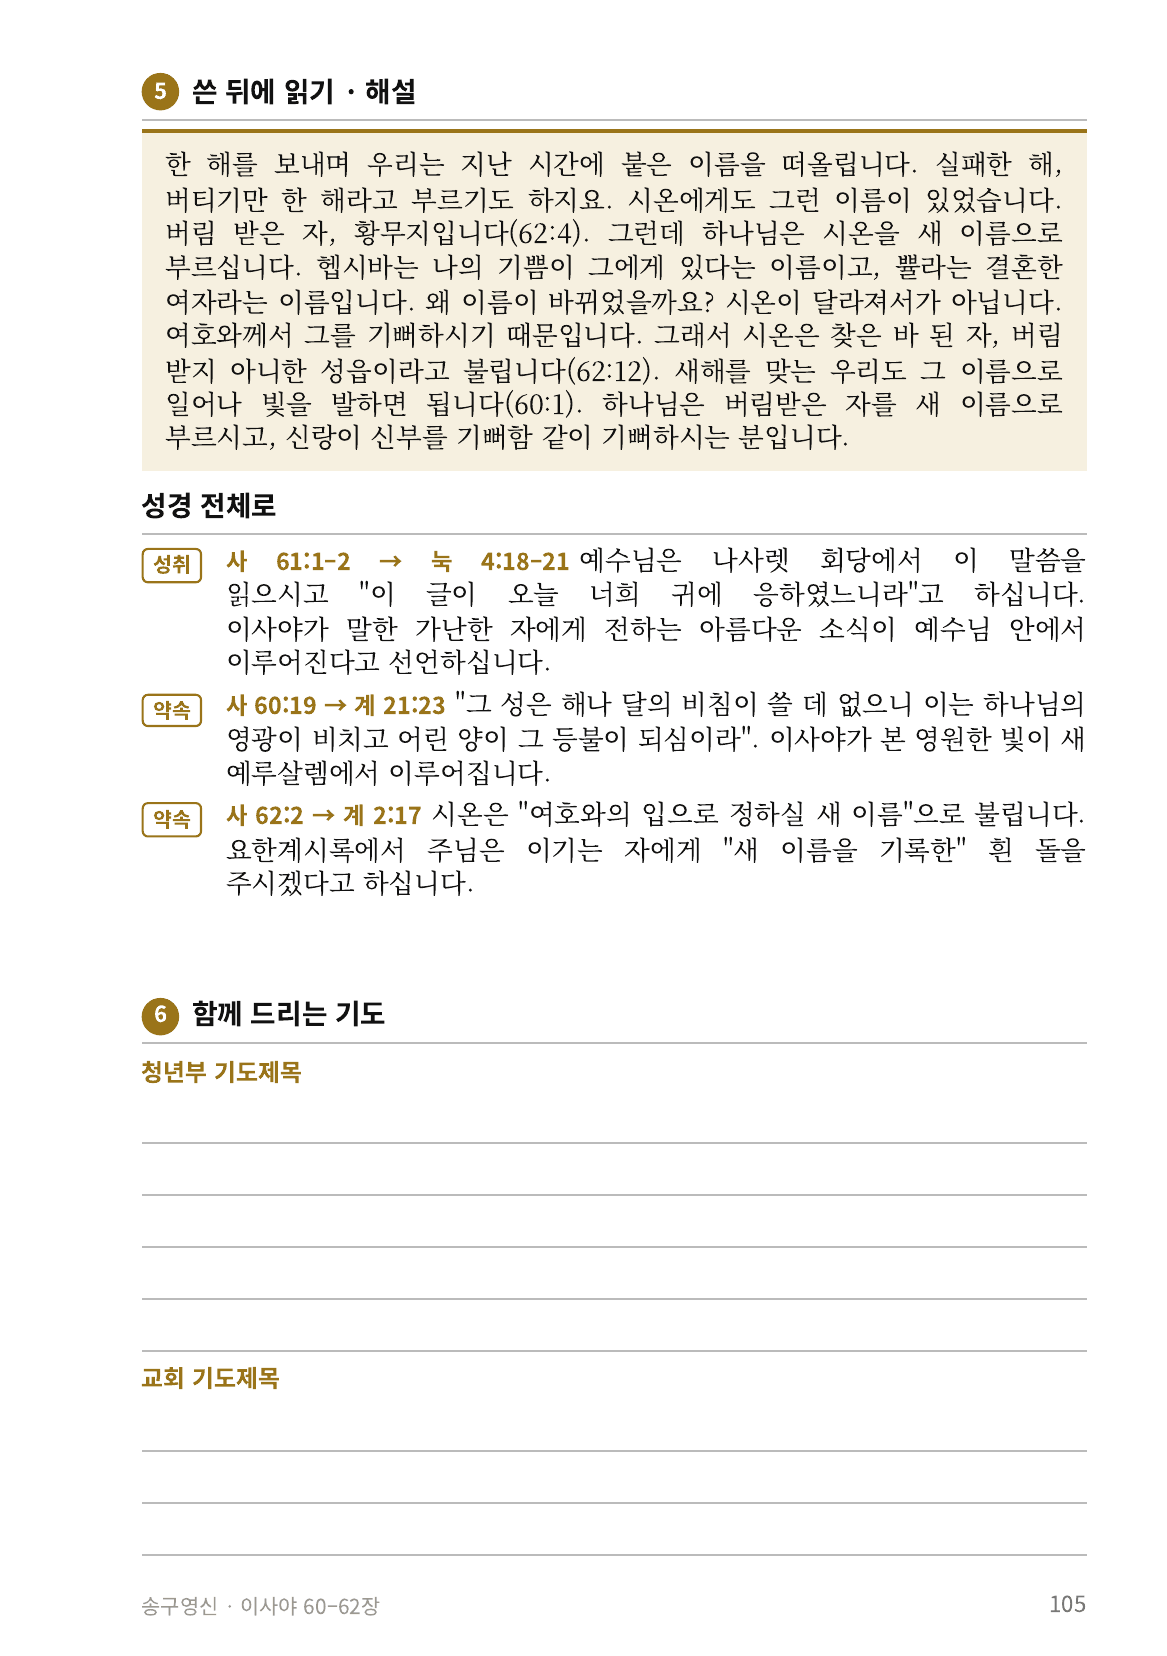 5 쓴 뒤에 읽기 · 해설
한 해를 보내며 우리는 지난 시간에 붙은 이름을 떠올립니다. 실패한 해,
버티기만 한 해라고 부르기도 하지요. 시온에게도 그런 이름이 있었습니다.
버림 받은 자, 황무지입니다(62:4). 그런데 하나님은 시온을 새 이름으로
부르십니다. 헵시바는 나의 기쁨이 그에게 있다는 이름이고, 쁄라는 결혼한
여자라는 이름입니다. 왜 이름이 바뀌었을까요? 시온이 달라져서가 아닙니다.
여호와께서 그를 기뻐하시기 때문입니다. 그래서 시온은 찾은 바 된 자, 버림
받지 아니한 성읍이라고 불립니다(62:12). 새해를 맞는 우리도 그 이름으로
일어나 빛을 발하면 됩니다(60:1). 하나님은 버림받은 자를 새 이름으로
부르시고, 신랑이 신부를 기뻐함 같이 기뻐하시는 분입니다.
성경 전체로
성취 사 61:1–2 → 눅 4:18–21 예수님은 나사렛 회당에서 이 말씀을
읽으시고 "이 글이 오늘 너희 귀에 응하였느니라"고 하십니다.
이사야가 말한 가난한 자에게 전하는 아름다운 소식이 예수님 안에서
이루어진다고 선언하십니다.
약속 사 60:19 → 계 21:23 "그 성은 해나 달의 비침이 쓸 데 없으니 이는 하나님의
영광이 비치고 어린 양이 그 등불이 되심이라". 이사야가 본 영원한 빛이 새
예루살렘에서 이루어집니다.
약속 사 62:2 → 계 2:17 시온은 "여호와의 입으로 정하실 새 이름"으로 불립니다.
요한계시록에서 주님은 이기는 자에게 "새 이름을 기록한" 흰 돌을
주시겠다고 하십니다.
6 함께 드리는 기도
청년부 기도제목
교회 기도제목
송구영신 · 이사야 60–62장
105